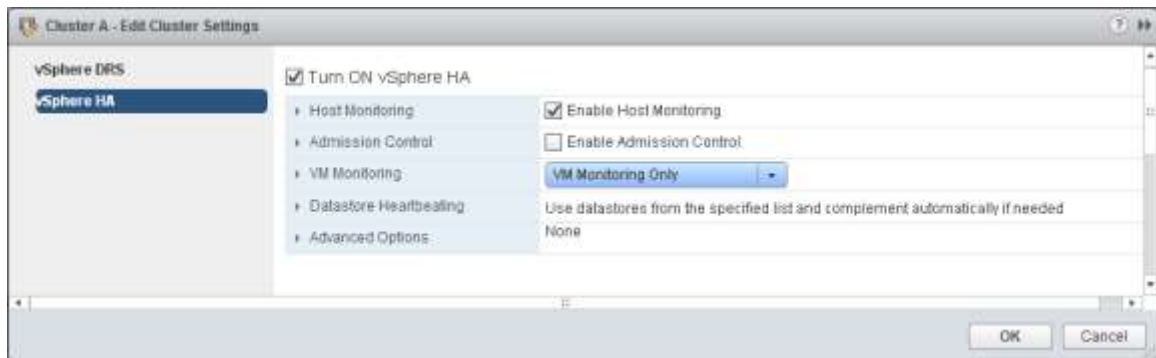 Cluster A - Edit Cluster Settings
?
vSphere DRS
vSphere HA
Turn ON vSphere HA
Host Monitoring
Enable Host Monitoring
Admission Control
Enable Admission Control
VM Monitoring
VM Monitoring Only
Datastore Heartbeating
Use datastores from the specified list and complement automatically if needed
Advanced Options
None
OK
Cancel